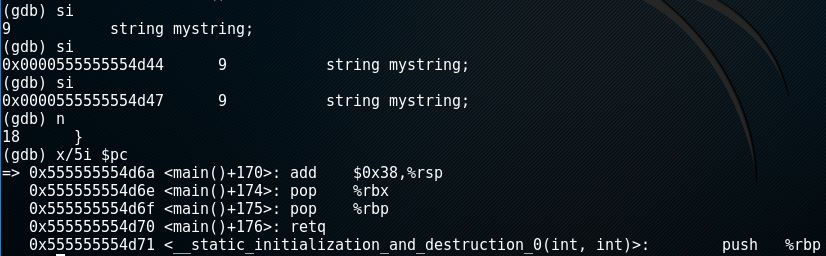 (gdb) si
9 string mystring;
(gdb) si
0x0000555555554d44 9 string mystring;
(gdb) si
0x0000555555554d47 9 string mystring;
(gdb) n
18 }
(gdb) x/5i $pc
=> 0x555555554d6a <main()+170>: add $0x38,%rsp
0x555555554d6e <main()+174>: pop %rbx
0x555555554d6f <main()+175>: pop %rbp
0x555555554d70 <main()+176>: retq
0x555555554d71 <__static_initialization_and_destruction_0(int, int)>: push %rbp